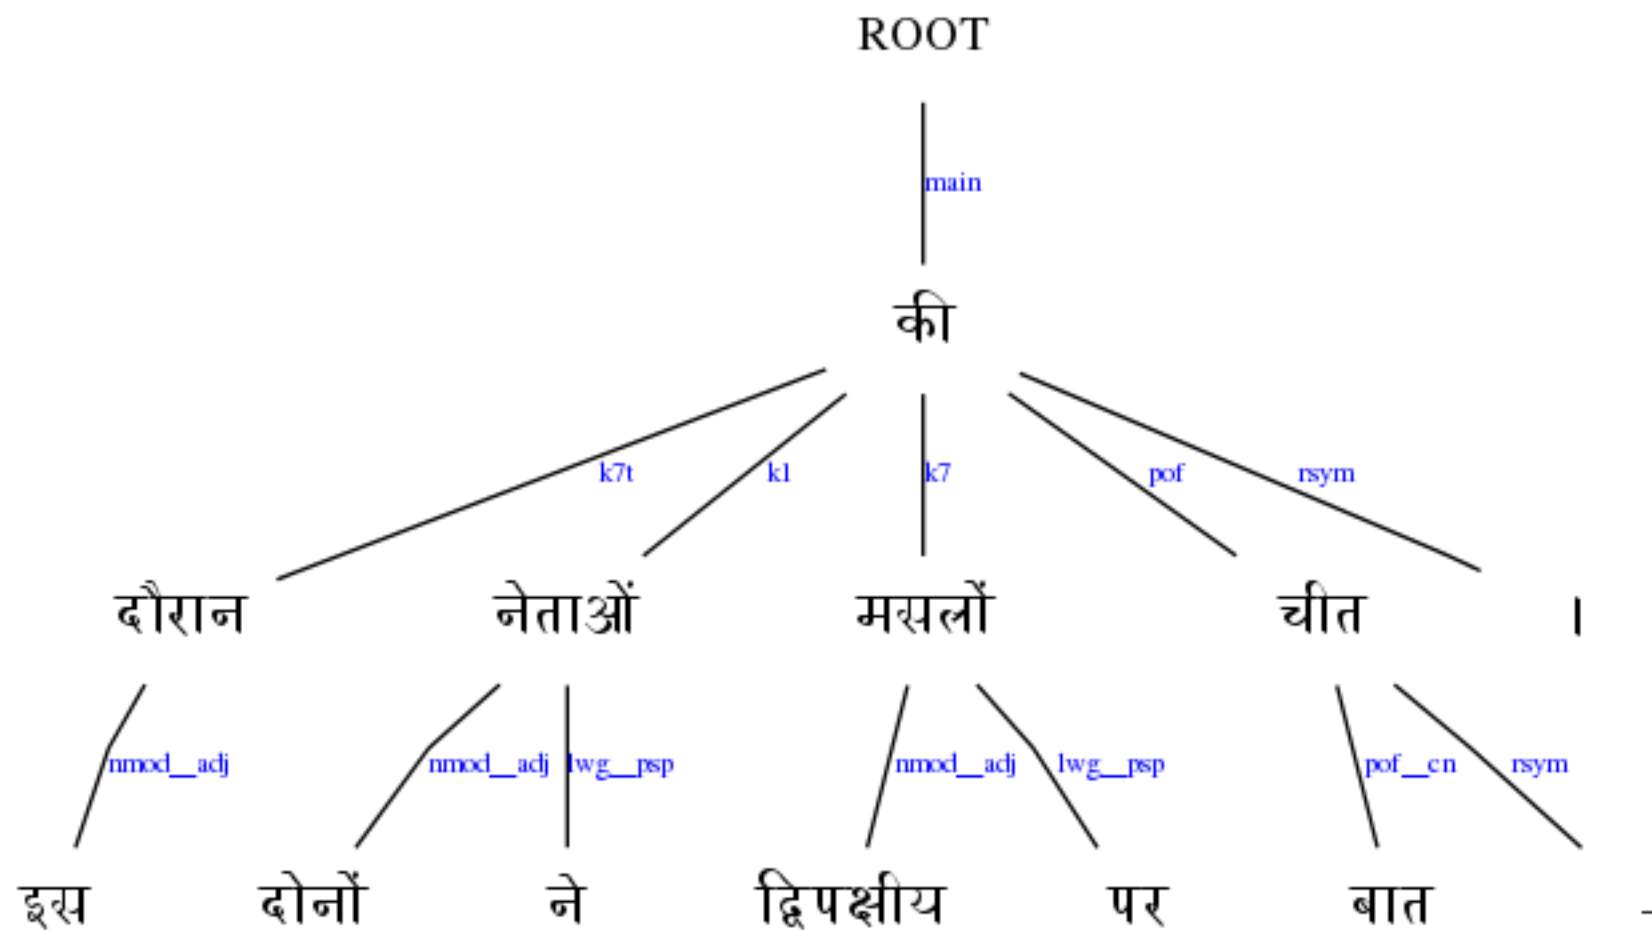 ROOT
main
की
k7t k1 k7 pof rsym
दौरान नेताओं मसलों चीत ।
nmod__adj nmod__adj lwg__psp nmod__adj lwg__psp pof__cn rsym
इस दोनों ने द्विपक्षीय पर बात -